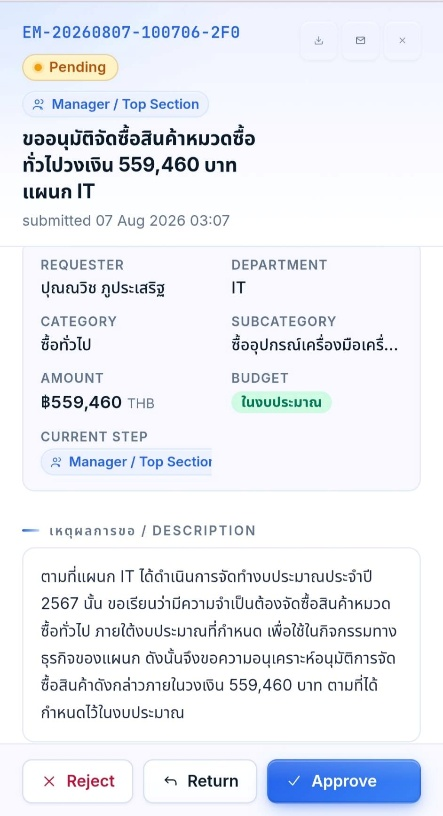 EM-20260807-100706-2F0
Pending
Manager / Top Section
ขออนุมัติจัดซื้อสินค้าหมวดซื้อ
ทั่วไปวงเงิน 559,460 บาท
แผนก IT
submitted 07 Aug 2026 03:07
REQUESTER
ปุณณวิช ภูประเสริฐ
DEPARTMENT
IT
CATEGORY
ซื้อทั่วไป
SUBCATEGORY
ซื้ออุปกรณ์เครื่องมือเครื่...
AMOUNT
฿559,460 THB
BUDGET
ในงบประมาณ
CURRENT STEP
Manager / Top Section
เหตุผลการขอ / DESCRIPTION
ตามที่แผนก IT ได้ดำเนินการจัดทำงบประมาณประจำปี
2567 นั้น ขอเรียนว่ามีความจำเป็นต้องจัดซื้อสินค้าหมวด
ซื้อทั่วไป ภายใต้งบประมาณที่กำหนด เพื่อใช้ในกิจกรรมทาง
ธุรกิจของแผนก ดังนั้นจึงขอความอนุเคราะห์อนุมัติการจัด
ซื้อสินค้าดังกล่าวภายในวงเงิน 559,460 บาท ตามที่ได้
กำหนดไว้ในงบประมาณ
Reject
Return
Approve